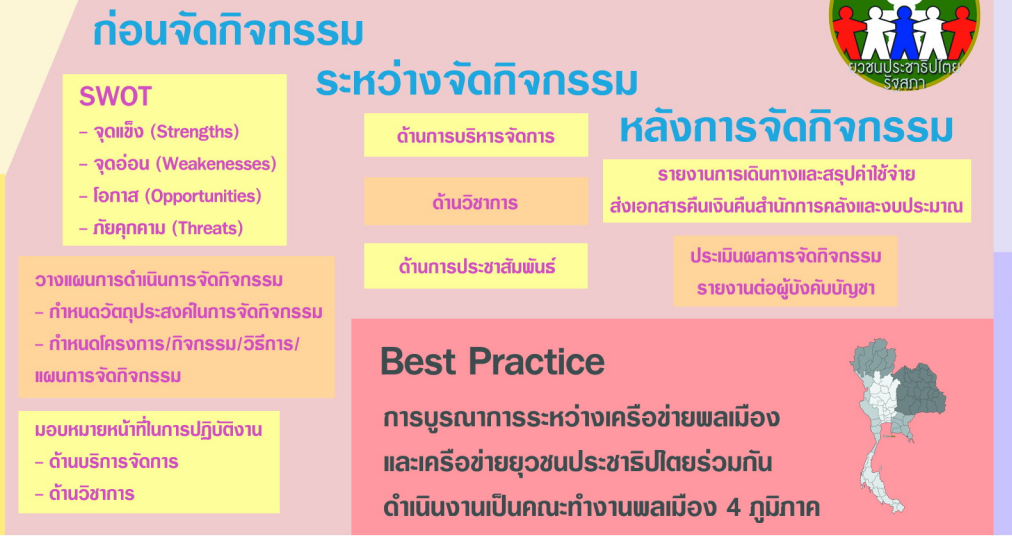 ก่อนจัดกิจกรรม
SWOT
- จุดแข็ง (Strengths)
- จุดอ่อน (Weakenesses)
- โอกาส (Opportunities)
- ภัยคุกคาม (Threats)
วางแผนการดำเนินการจัดกิจกรรม
- กำหนดวัตถุประสงค์ในการจัดกิจกรรม
- กำหนดโครงการ/กิจกรรม/วิธีการ/
แผนการจัดกิจกรรม
มอบหมายหน้าที่ในการปฏิบัติงาน
- ด้านบริการจัดการ
- ด้านวิชาการ
ระหว่างจัดกิจกรรม
ด้านการบริหารจัดการ
ด้านวิชาการ
ด้านการประชาสัมพันธ์
ยุวชนประชาธิปไตย
รัฐสภา
หลังการจัดกิจกรรม
รายงานการเดินทางและสรุปค่าใช้จ่าย
ส่งเอกสารคืนเงินคืนสำนักการคลังและงบประมาณ
ประเมินผลการจัดกิจกรรม
รายงานต่อผู้บังคับบัญชา
Best Practice
การบูรณาการระหว่างเครือข่ายพลเมือง
และเครือข่ายยุวชนประชาธิปไตยร่วมกัน
ดำเนินงานเป็นคณะทำงานพลเมือง 4 ภูมิภาค